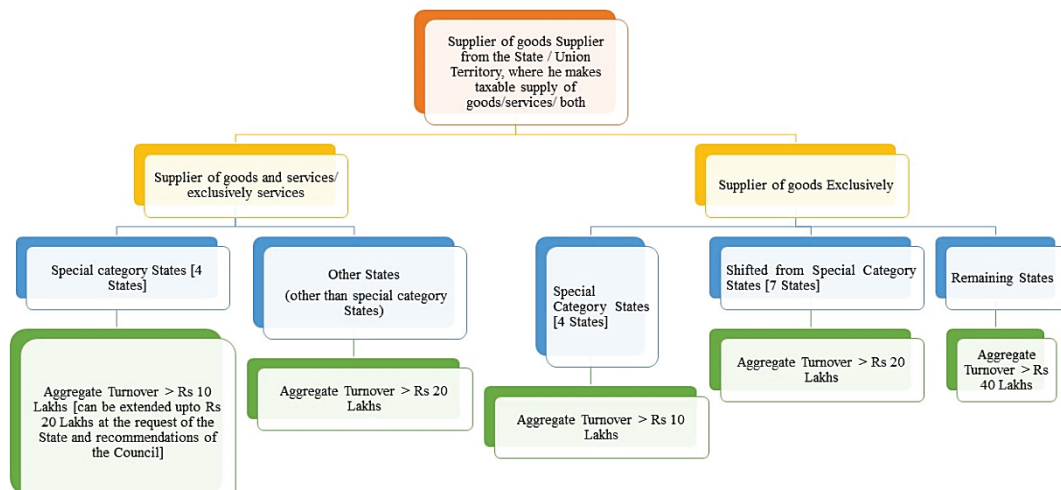 Supplier of goods Supplier
from the State / Union
Territory, where he makes
taxable supply of
goods/services/ both
Supplier of goods and services/
exclusively services
Supplier of goods Exclusively
Special category States [4
States]
Other States
(other than special category
States)
Special
Category States
[4 States]
Shifted from Special Category
States [7 States]
Remaining States
Aggregate Turnover > Rs 10
Lakhs [can be extended upto Rs
20 Lakhs at the request of the
State and recommendations of
the Council]
Aggregate Turnover > Rs 20
Lakhs
Aggregate Turnover > Rs 10
Lakhs
Aggregate Turnover > Rs 20
Lakhs
Aggregate
Turnover > Rs
40 Lakhs